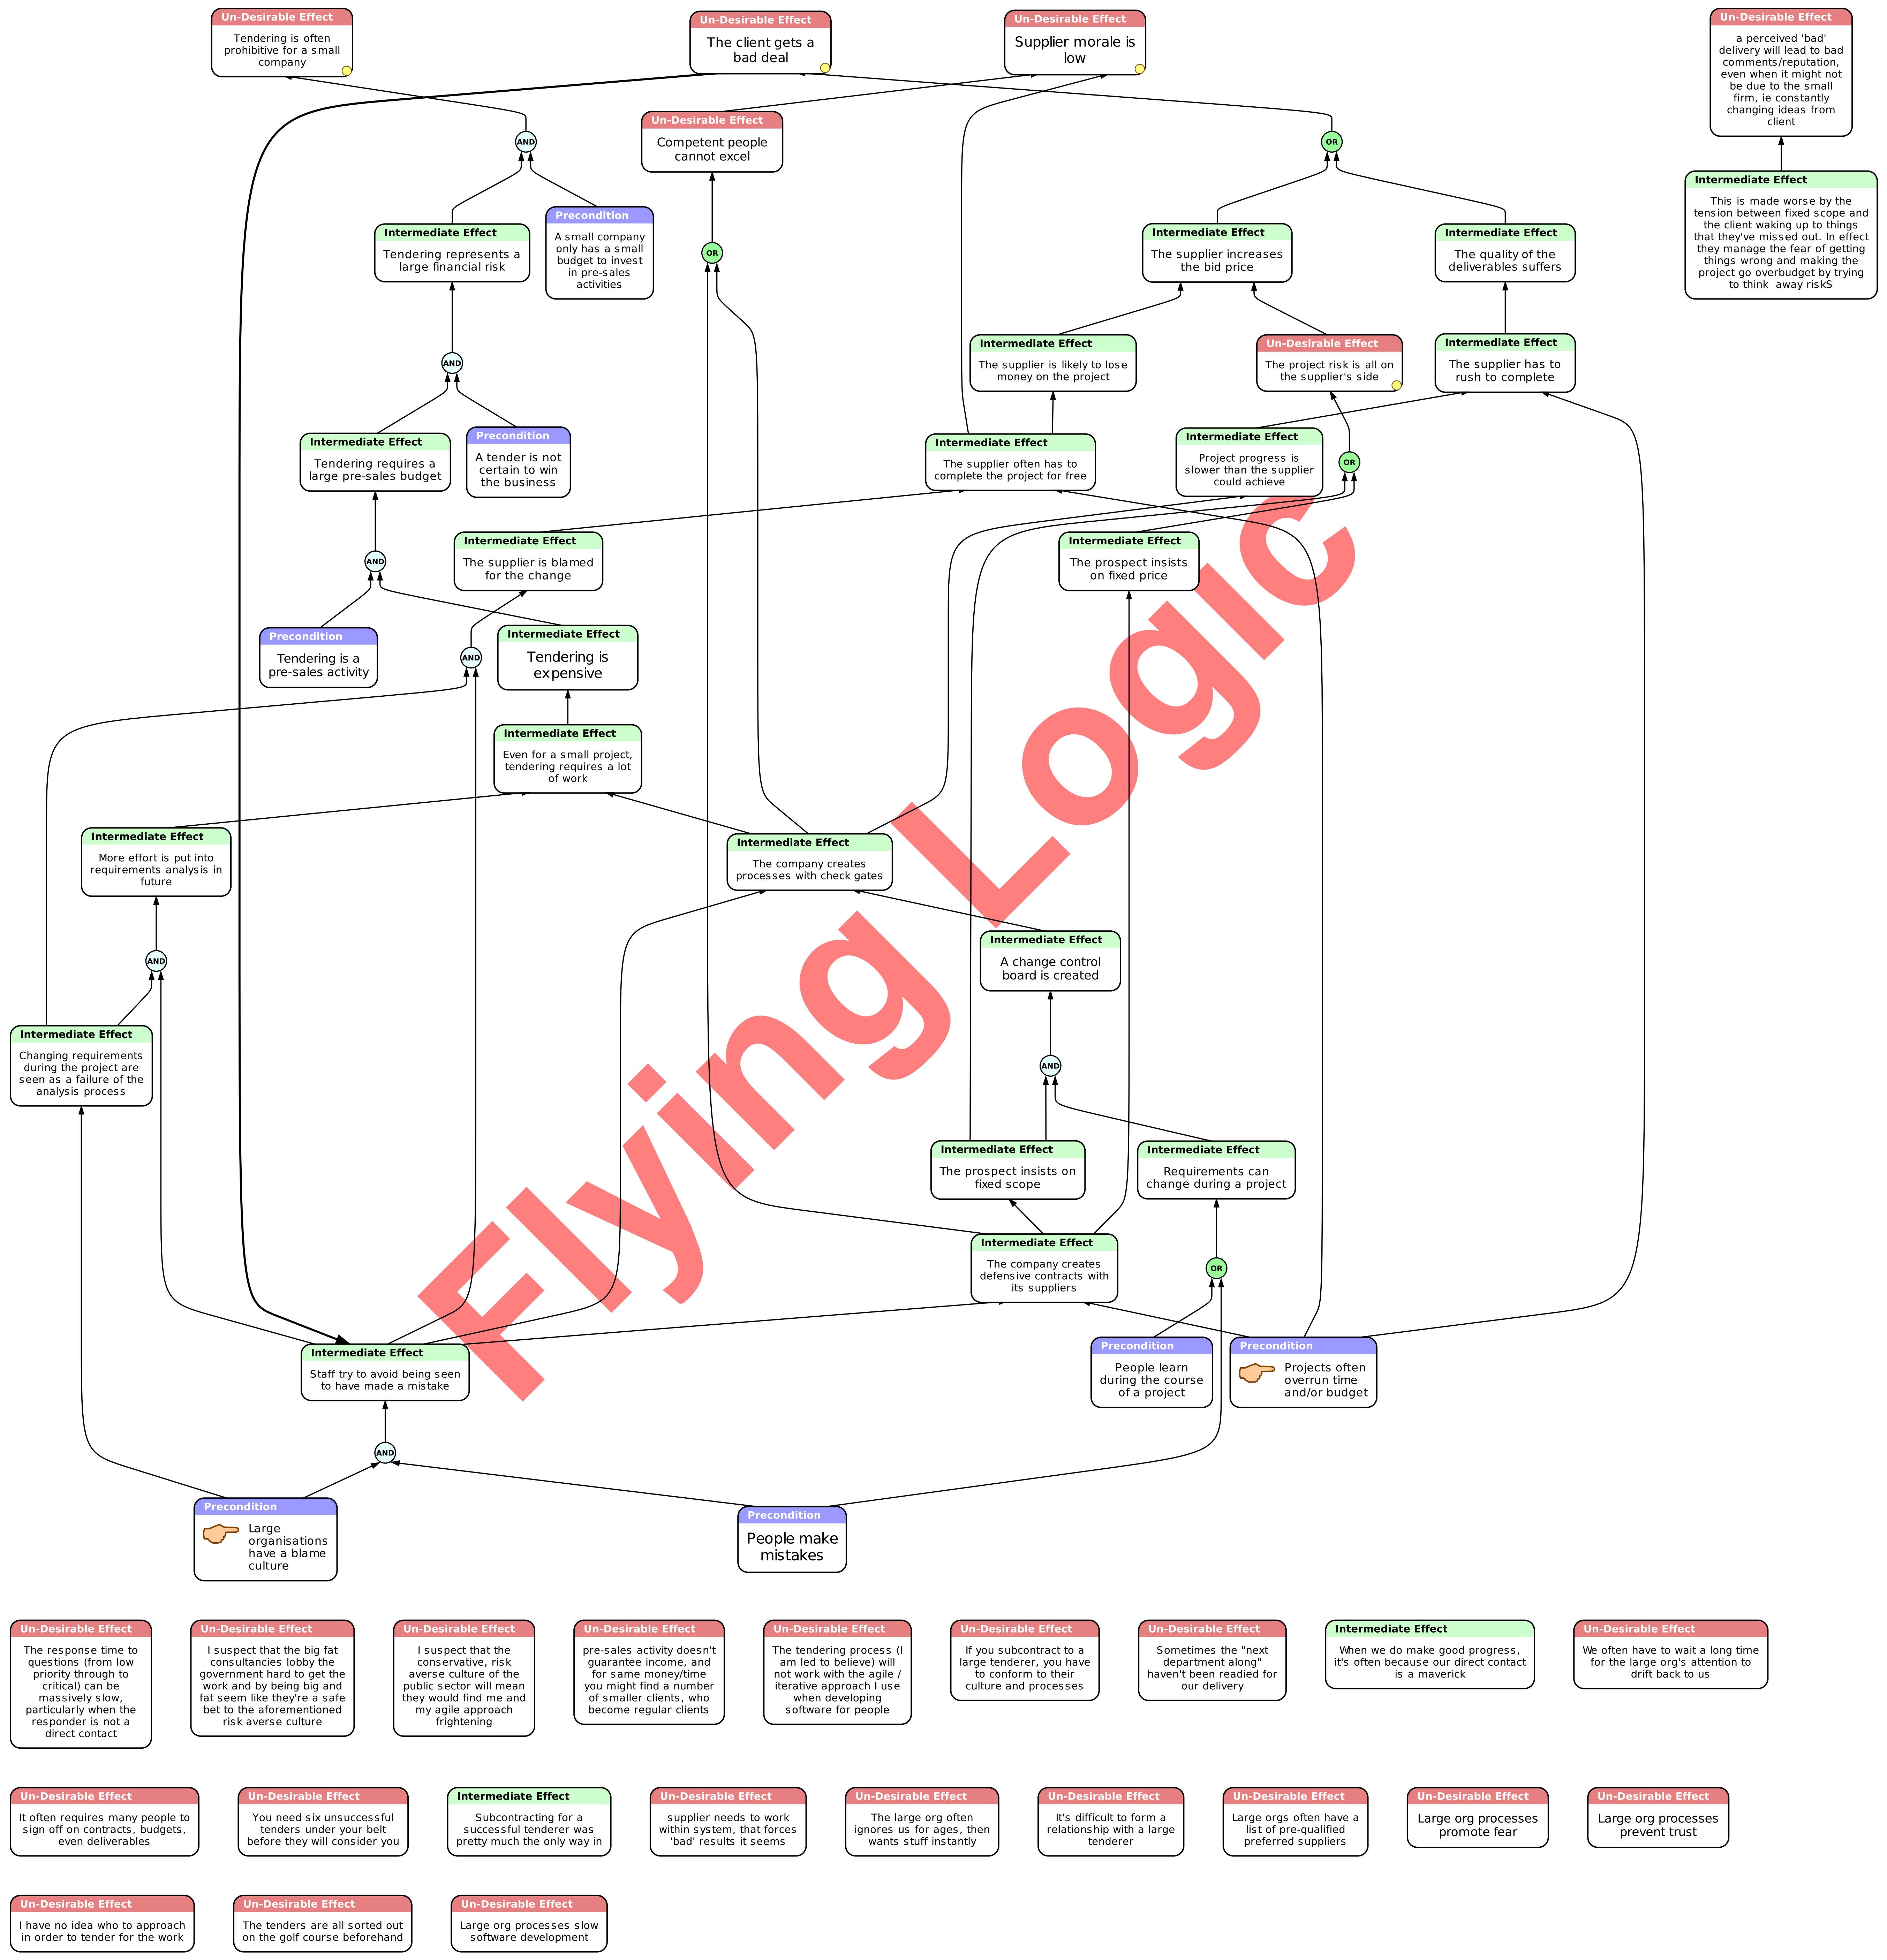 Un-Desirable Effect
Tendering is often
prohibitive for a small
company
Un-Desirable Effect
The client gets a
bad deal
Un-Desirable Effect
Supplier morale is
low
Un-Desirable Effect
a perceived 'bad'
delivery will lead to bad
comments/reputation,
even when it might not
be due to the small
firm, ie constantly
changing ideas from
client
Un-Desirable Effect
Competent people
cannot excel
AND
OR
Intermediate Effect
This is made worse by the
tension between fixed scope and
the client waking up to things
that they've missed out. In effect
they manage the fear of getting
things wrong and making the
project go overbudget by trying
to think away riskS
Precondition
A small company
only has a small
budget to invest
in pre-sales
activities
Intermediate Effect
Tendering represents a
large financial risk
OR
Intermediate Effect
The supplier increases
the bid price
Intermediate Effect
The quality of the
deliverables suffers
AND
Intermediate Effect
The supplier is likely to lose
money on the project
Un-Desirable Effect
The project risk is all on
the supplier's side
Intermediate Effect
The supplier has to
rush to complete
Intermediate Effect
Tendering requires a
large pre-sales budget
Precondition
A tender is not
certain to win
the business
Intermediate Effect
The supplier often has to
complete the project for free
Intermediate Effect
Project progress is
slower than the supplier
could achieve
OR
AND
Intermediate Effect
The supplier is blamed
for the change
Intermediate Effect
The prospect insists
on fixed price
Precondition
Tendering is a
pre-sales activity
AND
Intermediate Effect
Tendering is
expensive
Intermediate Effect
Even for a small project,
tendering requires a lot
of work
Intermediate Effect
More effort is put into
requirements analysis in
future
Intermediate Effect
The company creates
processes with check gates
Flying Logic
AND
Intermediate Effect
A change control
board is created
Intermediate Effect
Changing requirements
during the project are
seen as a failure of the
analysis process
AND
Intermediate Effect
The prospect insists on
fixed scope
Intermediate Effect
Requirements can
change during a project
Intermediate Effect
The company creates
defensive contracts with
its suppliers
OR
Intermediate Effect
Staff try to avoid being seen
to have made a mistake
Precondition
People learn
during the course
of a project
Precondition
Projects often
overrun time
and/or budget
AND
Precondition
Large
organisations
have a blame
culture
Precondition
People make
mistakes
Un-Desirable Effect
The response time to
questions (from low
priority through to
critical) can be
massively slow,
particularly when the
responder is not a
direct contact
Un-Desirable Effect
I suspect that the big fat
consultancies lobby the
government hard to get the
work and by being big and
fat seem like they're a safe
bet to the aforementioned
risk averse culture
Un-Desirable Effect
I suspect that the
conservative, risk
averse culture of the
public sector will mean
they would find me and
my agile approach
frightening
Un-Desirable Effect
pre-sales activity doesn't
guarantee income, and
for same money/time
you might find a number
of smaller clients, who
become regular clients
Un-Desirable Effect
The tendering process (I
am led to believe) will
not work with the agile /
iterative approach I use
when developing
software for people
Un-Desirable Effect
If you subcontract to a
large tenderer, you have
to conform to their
culture and processes
Un-Desirable Effect
Sometimes the "next
department along"
haven't been readied for
our delivery
Intermediate Effect
When we do make good progress,
it's often because our direct contact
is a maverick
Un-Desirable Effect
We often have to wait a long time
for the large org's attention to
drift back to us
Un-Desirable Effect
It often requires many people to
sign off on contracts, budgets,
even deliverables
Un-Desirable Effect
You need six unsuccessful
tenders under your belt
before they will consider you
Intermediate Effect
Subcontracting for a
successful tenderer was
pretty much the only way in
Un-Desirable Effect
supplier needs to work
within system, that forces
'bad' results it seems
Un-Desirable Effect
The large org often
ignores us for ages, then
wants stuff instantly
Un-Desirable Effect
It's difficult to form a
relationship with a large
tenderer
Un-Desirable Effect
Large orgs often have a
list of pre-qualified
preferred suppliers
Un-Desirable Effect
Large org processes
promote fear
Un-Desirable Effect
Large org processes
prevent trust
Un-Desirable Effect
I have no idea who to approach
in order to tender for the work
Un-Desirable Effect
The tenders are all sorted out
on the golf course beforehand
Un-Desirable Effect
Large org processes slow
software development